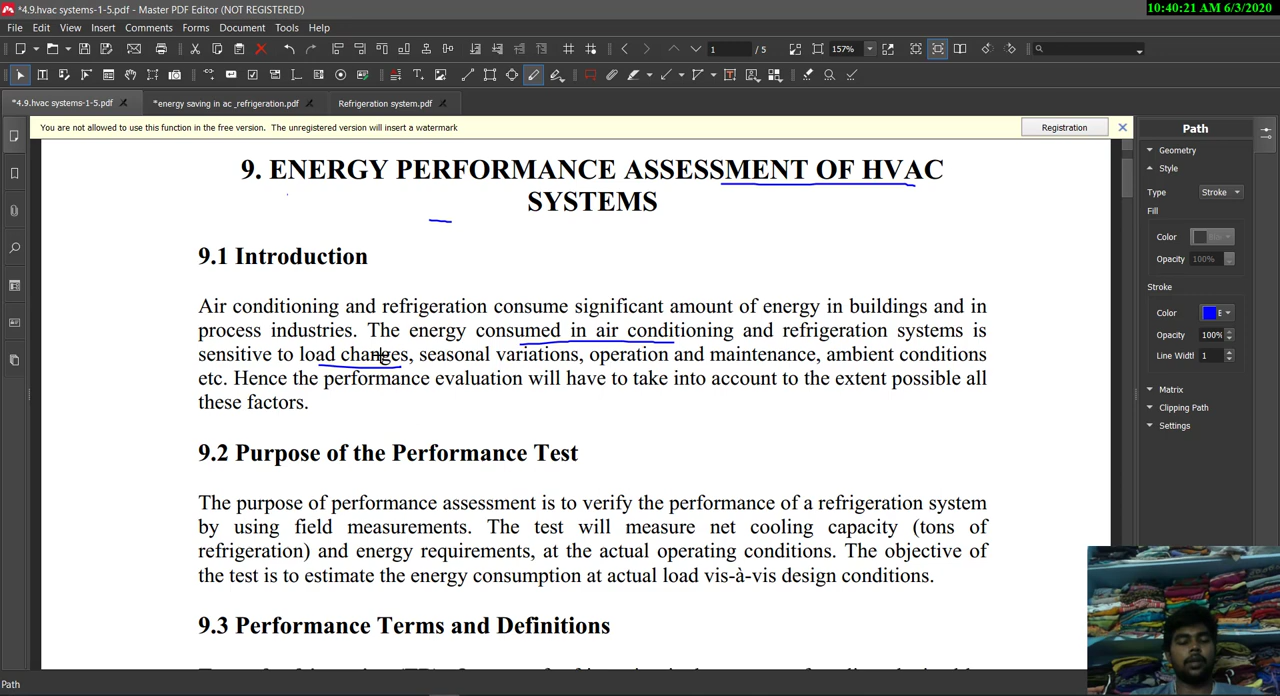 *4.9.hvac systems-1-5.pdf - Master PDF Editor (NOT REGISTERED)
10:40:21 AM 6/3/2020
File Edit View Insert Comments Forms Document Tools Help
1 / 5 157%
*4.9.hvac systems-1-5.pdf *energy saving in ac _refrigeration.pdf Refrigeration system.pdf
You are not allowed to use this function in the free version. The unregistered version will insert a watermark Registration
9. ENERGY PERFORMANCE ASSESSMENT OF HVAC
SYSTEMS
9.1 Introduction
Air conditioning and refrigeration consume significant amount of energy in buildings and in
process industries. The energy consumed in air conditioning and refrigeration systems is
sensitive to load changes, seasonal variations, operation and maintenance, ambient conditions
etc. Hence the performance evaluation will have to take into account to the extent possible all
these factors.
9.2 Purpose of the Performance Test
The purpose of performance assessment is to verify the performance of a refrigeration system
by using field measurements. The test will measure net cooling capacity (tons of
refrigeration) and energy requirements, at the actual operating conditions. The objective of
the test is to estimate the energy consumption at actual load vis-à-vis design conditions.
9.3 Performance Terms and Definitions
Path
Geometry
Style
Type Stroke
Fill
Color
Opacity 100%
Stroke
Color
Opacity 100%
Line Width 1
Matrix
Clipping Path
Settings
Path